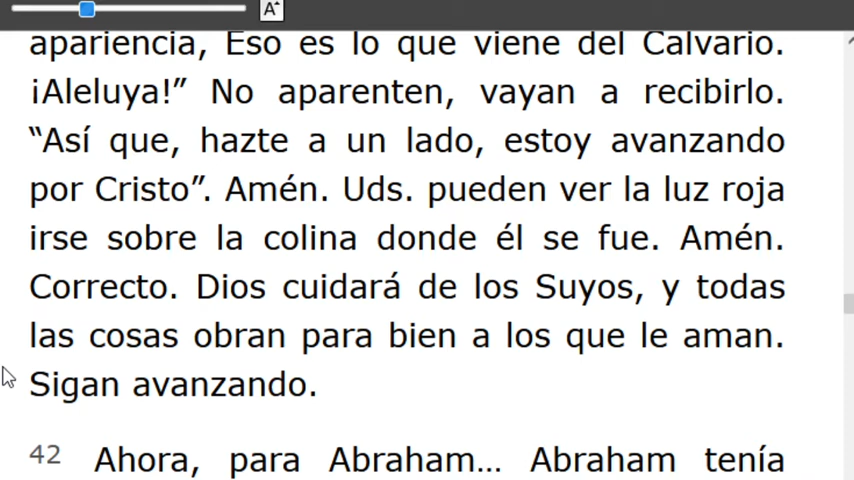 A
apariencia, Eso es lo que viene del Calvario.
¡Aleluya!” No aparenten, vayan a recibirlo.
“Así que, hazte a un lado, estoy avanzando
por Cristo”. Amén. Uds. pueden ver la luz roja
irse sobre la colina donde él se fue. Amén.
Correcto. Dios cuidará de los Suyos, y todas
las cosas obran para bien a los que le aman.
Sigan avanzando.
42 Ahora, para Abraham… Abraham tenía